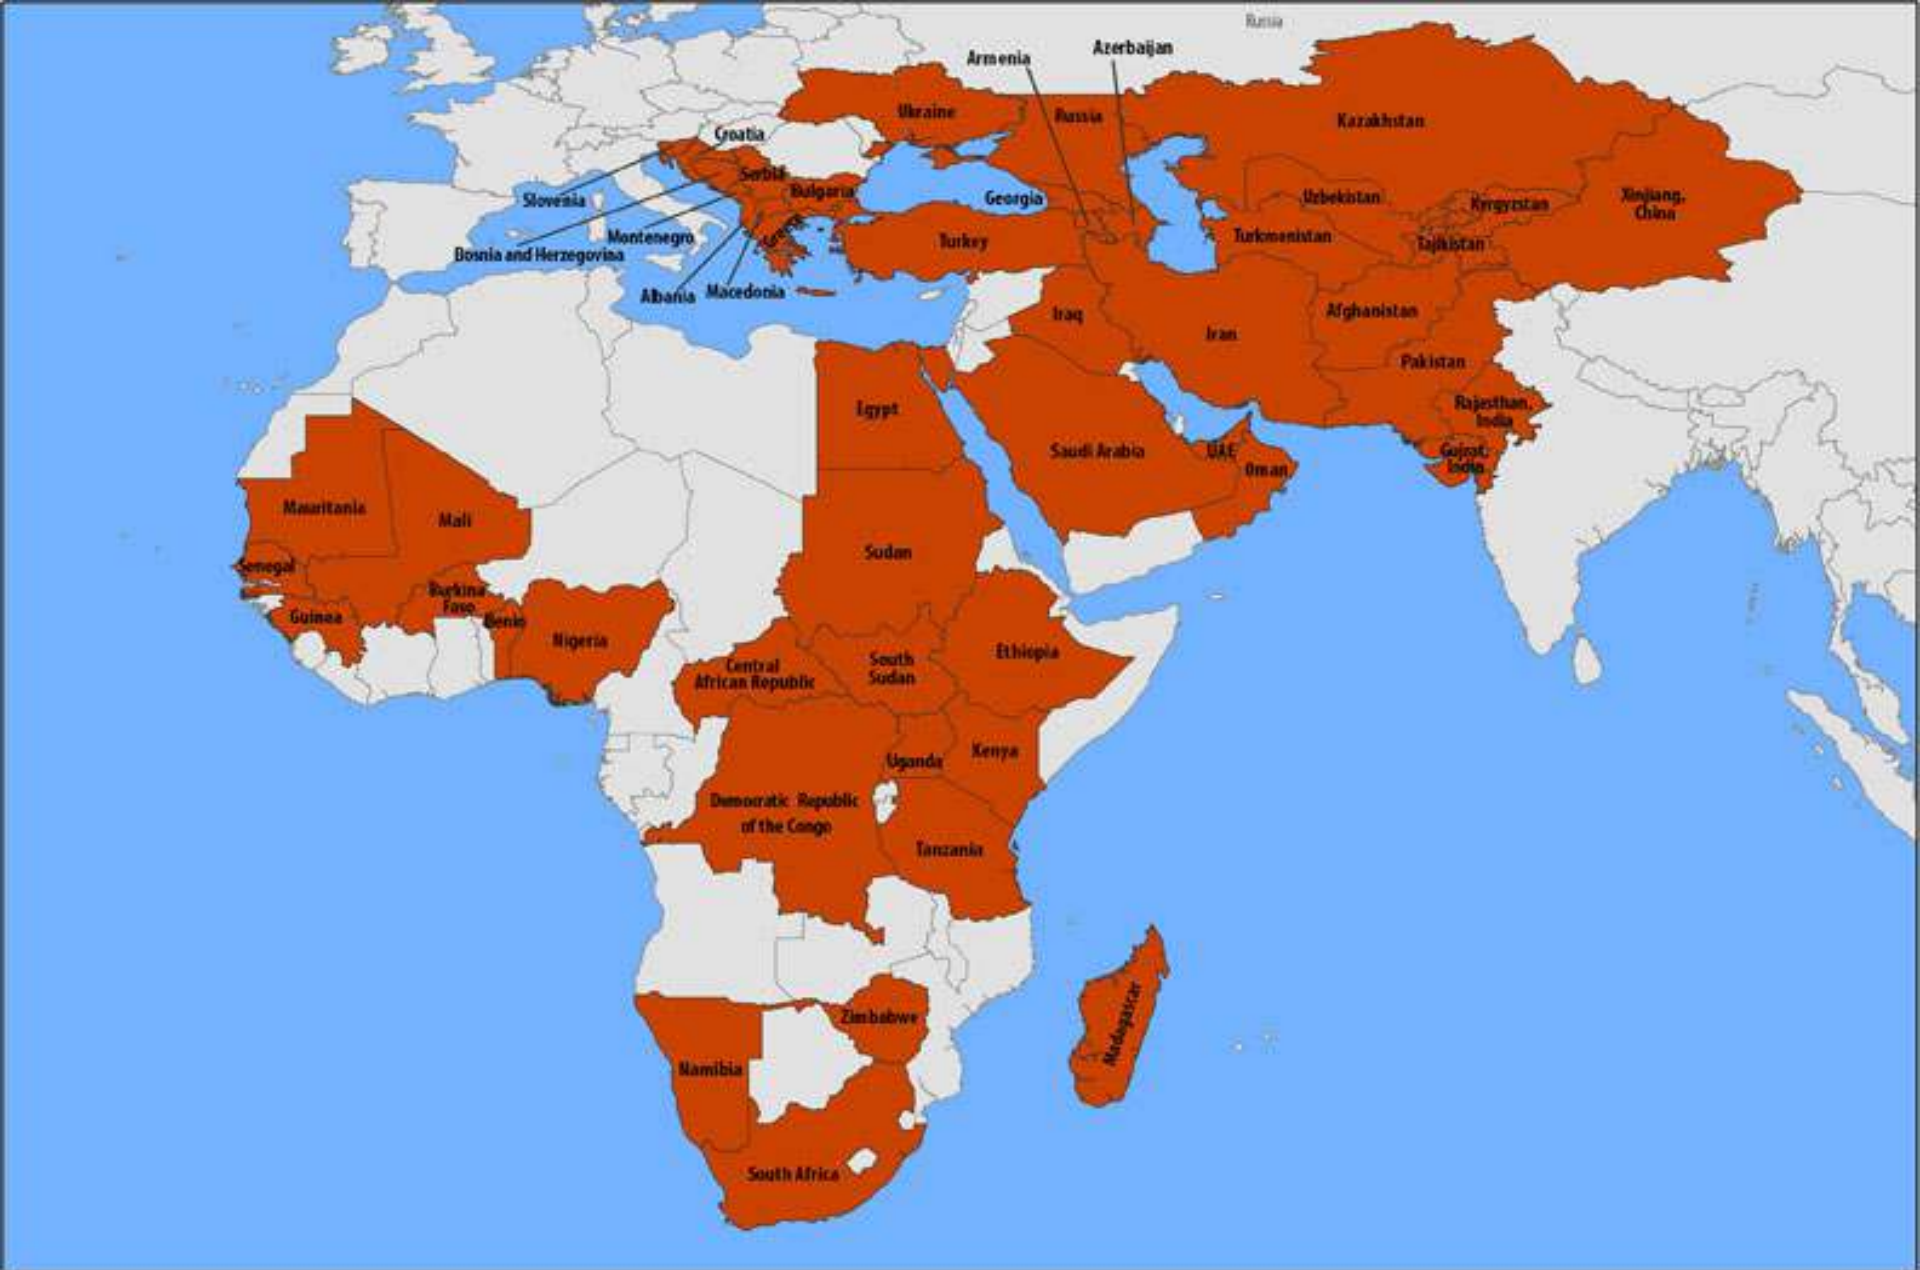 Russia
Azerbaijan
Armenia
Ukraine
Russia
Kazakhstan
Croatia
Serbia
Bulgaria
Slovenia
Georgia
Uzbekistan
Kyrgyzstan
Xinjiang,
China
Greece
Montenegro
Turkey
Turkmenistan
Tajikistan
Bosnia and Herzegovina
Albania
Macedonia
Iraq
Iran
Afghanistan
Pakistan
Egypt
Rajasthan,
India
Saudi Arabia
UAE
Oman
Gujrat,
India
Mauritania
Mali
Sudan
Senegal
Burkina
Faso
Guinea
Benin
Nigeria
Ethiopia
South
Sudan
Central
African Republic
Uganda
Kenya
Democratic Republic
of the Congo
Tanzania
Madagascar
Zimbabwe
Namibia
South Africa